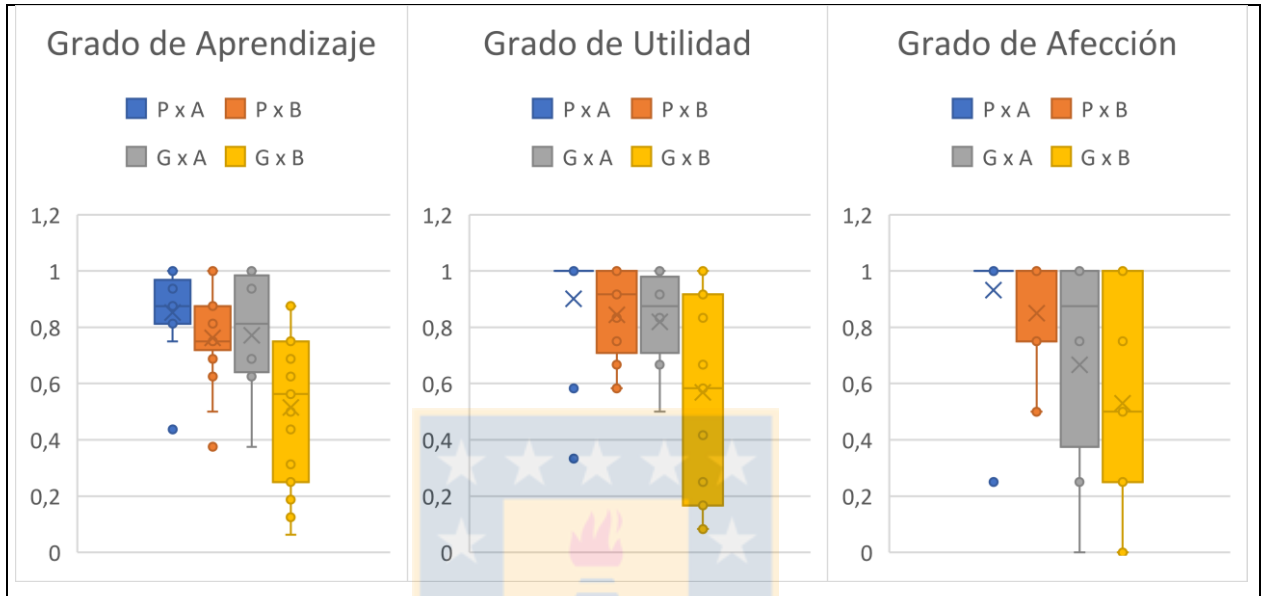 Grado de Aprendizaje
P x A P x B
G x A G x B
1,2
1
0,8
0,6
0,4
0,2
0
Grado de Utilidad
P x A P x B
G x A G x B
1,2
1
0,8
0,6
0,4
0,2
0
Grado de Afección
P x A P x B
G x A G x B
1,2
1
0,8
0,6
0,4
0,2
0